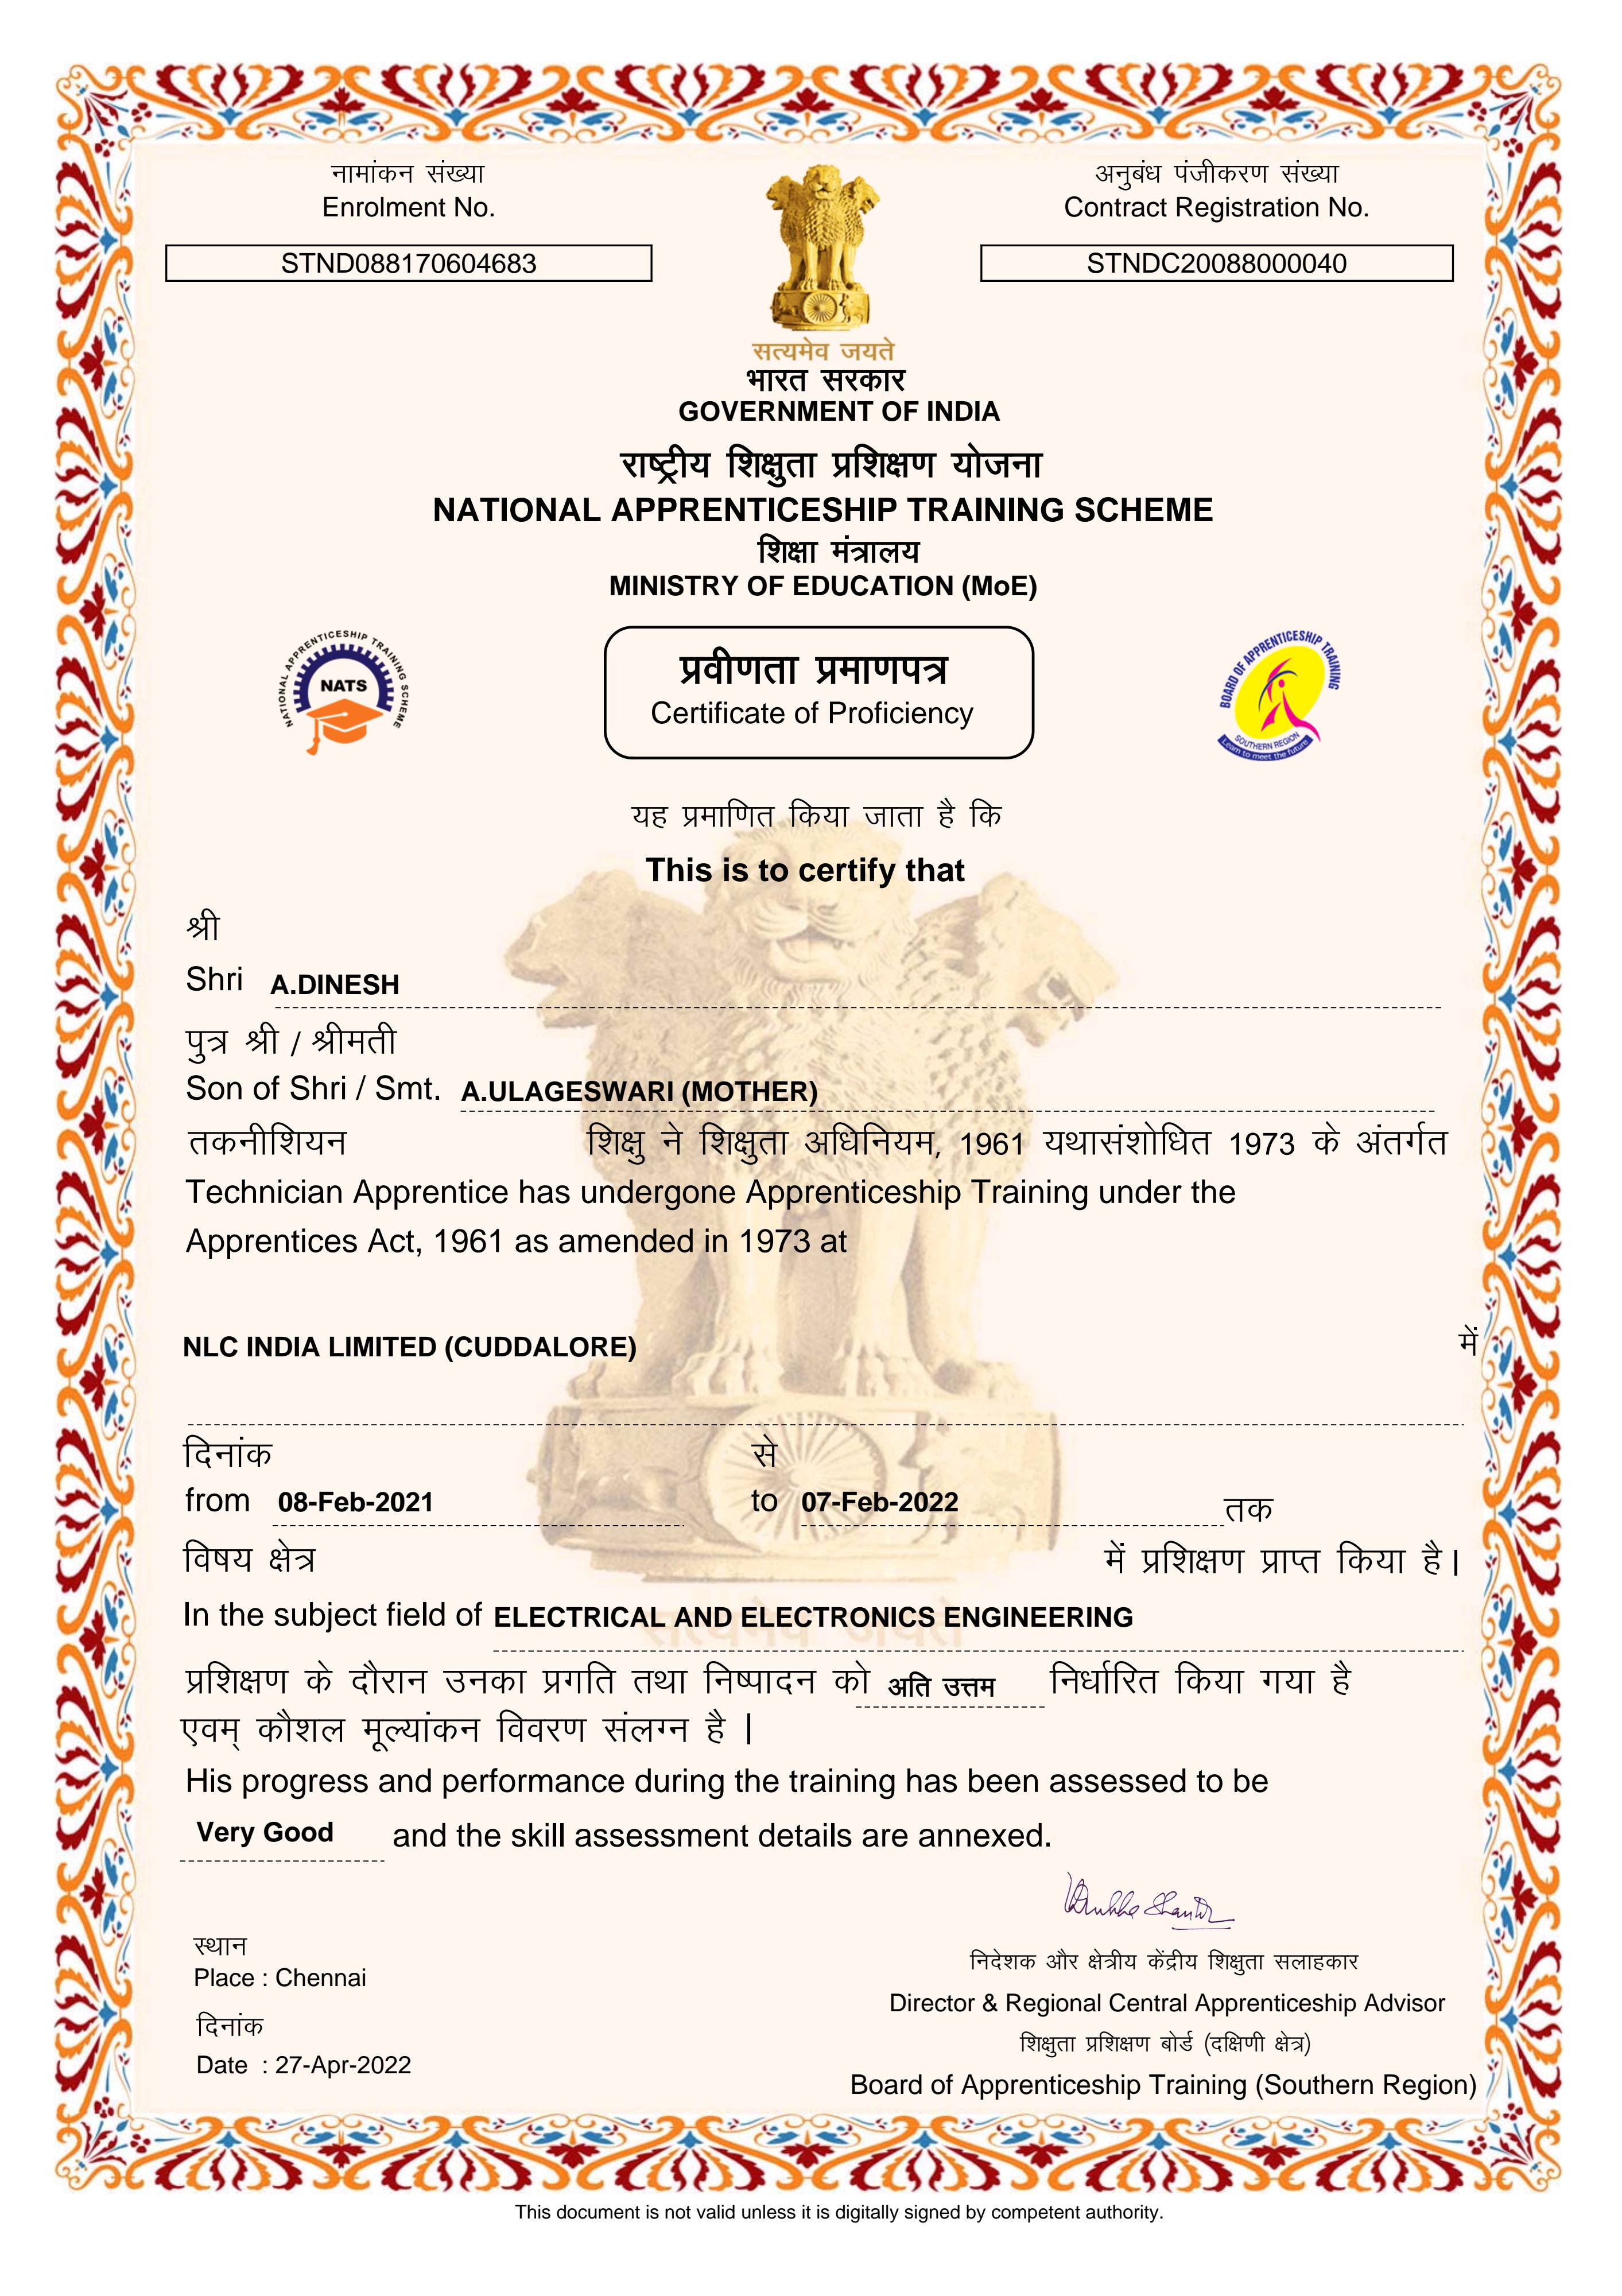 नामांकन संख्या
Enrolment No.
STND088170604683
अनुबंध पंजीकरण संख्या
Contract Registration No.
STNDC20088000040
सत्यमेव जयते
भारत सरकार
GOVERNMENT OF INDIA
राष्ट्रीय शिक्षुता प्रशिक्षण योजना
NATIONAL APPRENTICESHIP TRAINING SCHEME
शिक्षा मंत्रालय
MINISTRY OF EDUCATION (MoE)
NATIONAL APPRENTICESHIP TRAINING SCHEME
NATS
प्रवीणता प्रमाणपत्र
Certificate of Proficiency
BOARD OF APPRENTICESHIP TRAINING
SOUTHERN REGION
Learn to meet the future
यह प्रमाणित किया जाता है कि
This is to certify that
श्री
Shri A.DINESH
पुत्र श्री / श्रीमती
Son of Shri / Smt. A.ULAGESWARI (MOTHER)
तकनीशियन शिक्षु ने शिक्षुता अधिनियम, 1961 यथासंशोधित 1973 के अंतर्गत
Technician Apprentice has undergone Apprenticeship Training under the
Apprentices Act, 1961 as amended in 1973 at
NLC INDIA LIMITED (CUDDALORE) में
दिनांक से
from 08-Feb-2021 to 07-Feb-2022 तक
विषय क्षेत्र में प्रशिक्षण प्राप्त किया है।
In the subject field of ELECTRICAL AND ELECTRONICS ENGINEERING
सत्यमेव जयते
प्रशिक्षण के दौरान उनका प्रगति तथा निष्पादन को अति उत्तम निर्धारित किया गया है
एवम् कौशल मूल्यांकन विवरण संलग्न है |
His progress and performance during the training has been assessed to be
Very Good and the skill assessment details are annexed.
स्थान
Place : Chennai
दिनांक
Date : 27-Apr-2022
निदेशक और क्षेत्रीय केंद्रीय शिक्षुता सलाहकार
Director & Regional Central Apprenticeship Advisor
शिक्षुता प्रशिक्षण बोर्ड (दक्षिणी क्षेत्र)
Board of Apprenticeship Training (Southern Region)
This document is not valid unless it is digitally signed by competent authority.